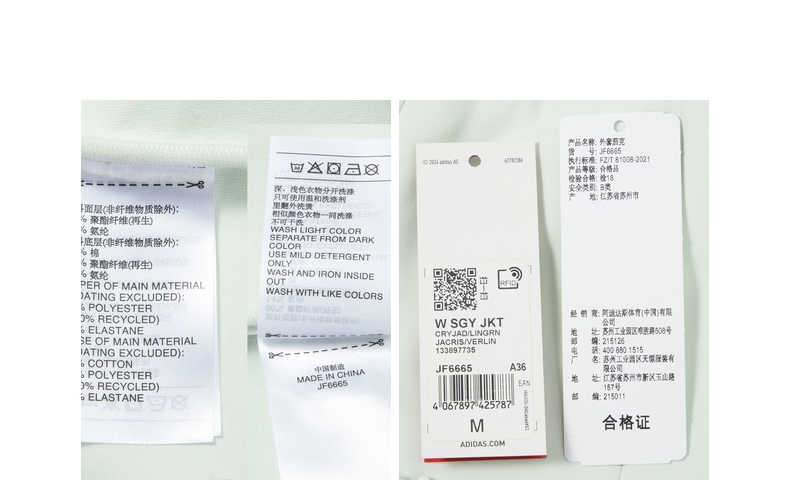 面层(非纤维物质除外):
% 聚酯纤维(再生)
% 氨纶
底层(非纤维物质除外):
% 棉
% 聚酯纤维(再生)
% 氨纶
PER OF MAIN MATERIAL
OATING EXCLUDED):
% POLYESTER
0% RECYCLED)
% ELASTANE
SE OF MAIN MATERIAL
OATING EXCLUDED):
% COTTON
% POLYESTER
0% RECYCLED)
% ELASTANE
深、浅色衣物分开洗涤
只可使用温和洗涤剂
里翻外洗烫
相似颜色衣物一同洗涤
不可干洗
WASH LIGHT COLOR
SEPARATE FROM DARK
COLOR
USE MILD DETERGENT
ONLY
WASH AND IRON INSIDE
OUT
WASH WITH LIKE COLORS
中国制造
MADE IN CHINA
JF6665
© 2024 adidas AG
RFID
W SGY JKT
CRYJAD/LINGRN
JACRIS/VERLIN
133897735
JF6665 A36
EAN
4 067897 425787
M
ADIDAS.COM
产品名称: 外套茄克
货 号: JF6665
执行标准: FZ/T 81008-2021
产品等级: 合格品
检验合格: 检18
安全类别: B类
产 地: 江苏省苏州市
经 销 商: 阿迪达斯体育(中国)有限
公司
地 址: 苏州工业园区唯胜路508号
邮 编: 215126
电 话: 400 880 1515
厂 名: 苏州工业园区天源服装有
限公司
地 址: 江苏省苏州市新区玉山路
157号
邮 编: 215011
合格证